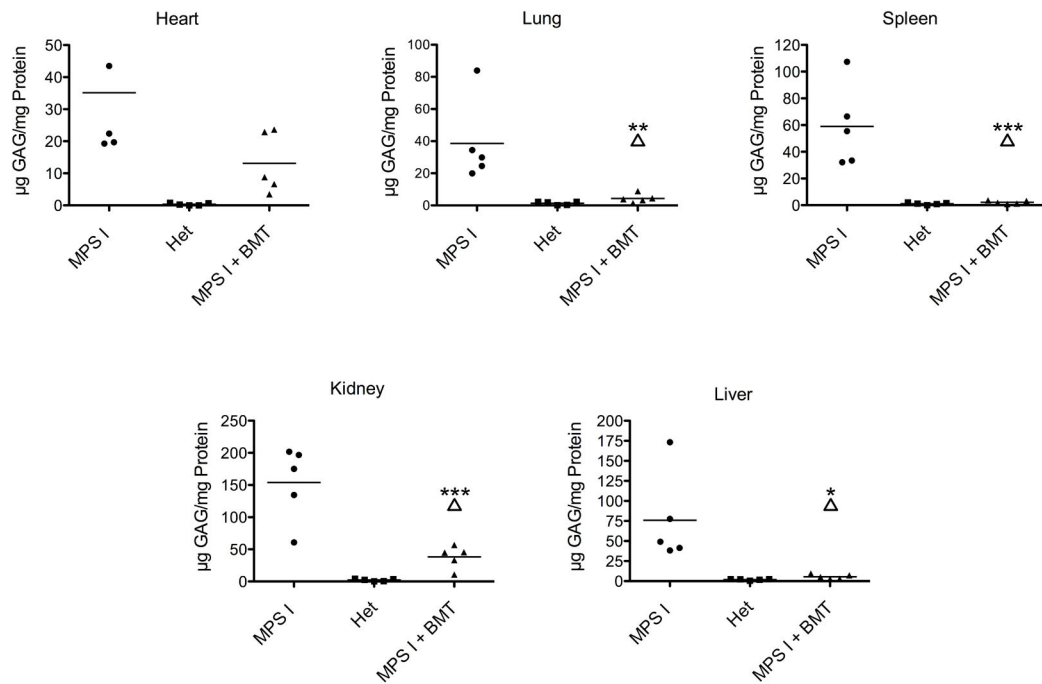 Heart
µg GAG/mg Protein
50
40
30
20
10
0
MPS I
Het
MPS I + BMT
Lung
µg GAG/mg Protein
100
80
60
40
20
0
**
MPS I
Het
MPS I + BMT
Spleen
µg GAG/mg Protein
120
100
80
60
40
20
0
***
MPS I
Het
MPS I + BMT
Kidney
µg GAG/mg Protein
250
200
150
100
50
0
***
MPS I
Het
MPS I + BMT
Liver
µg GAG/mg Protein
200
175
150
125
100
75
50
25
0
*
MPS I
Het
MPS I + BMT